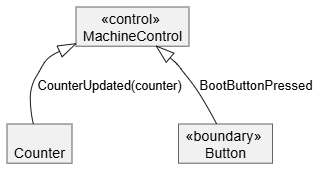 «control»
MachineControl
CounterUpdated(counter)
BootButtonPressed
Counter
«boundary»
Button